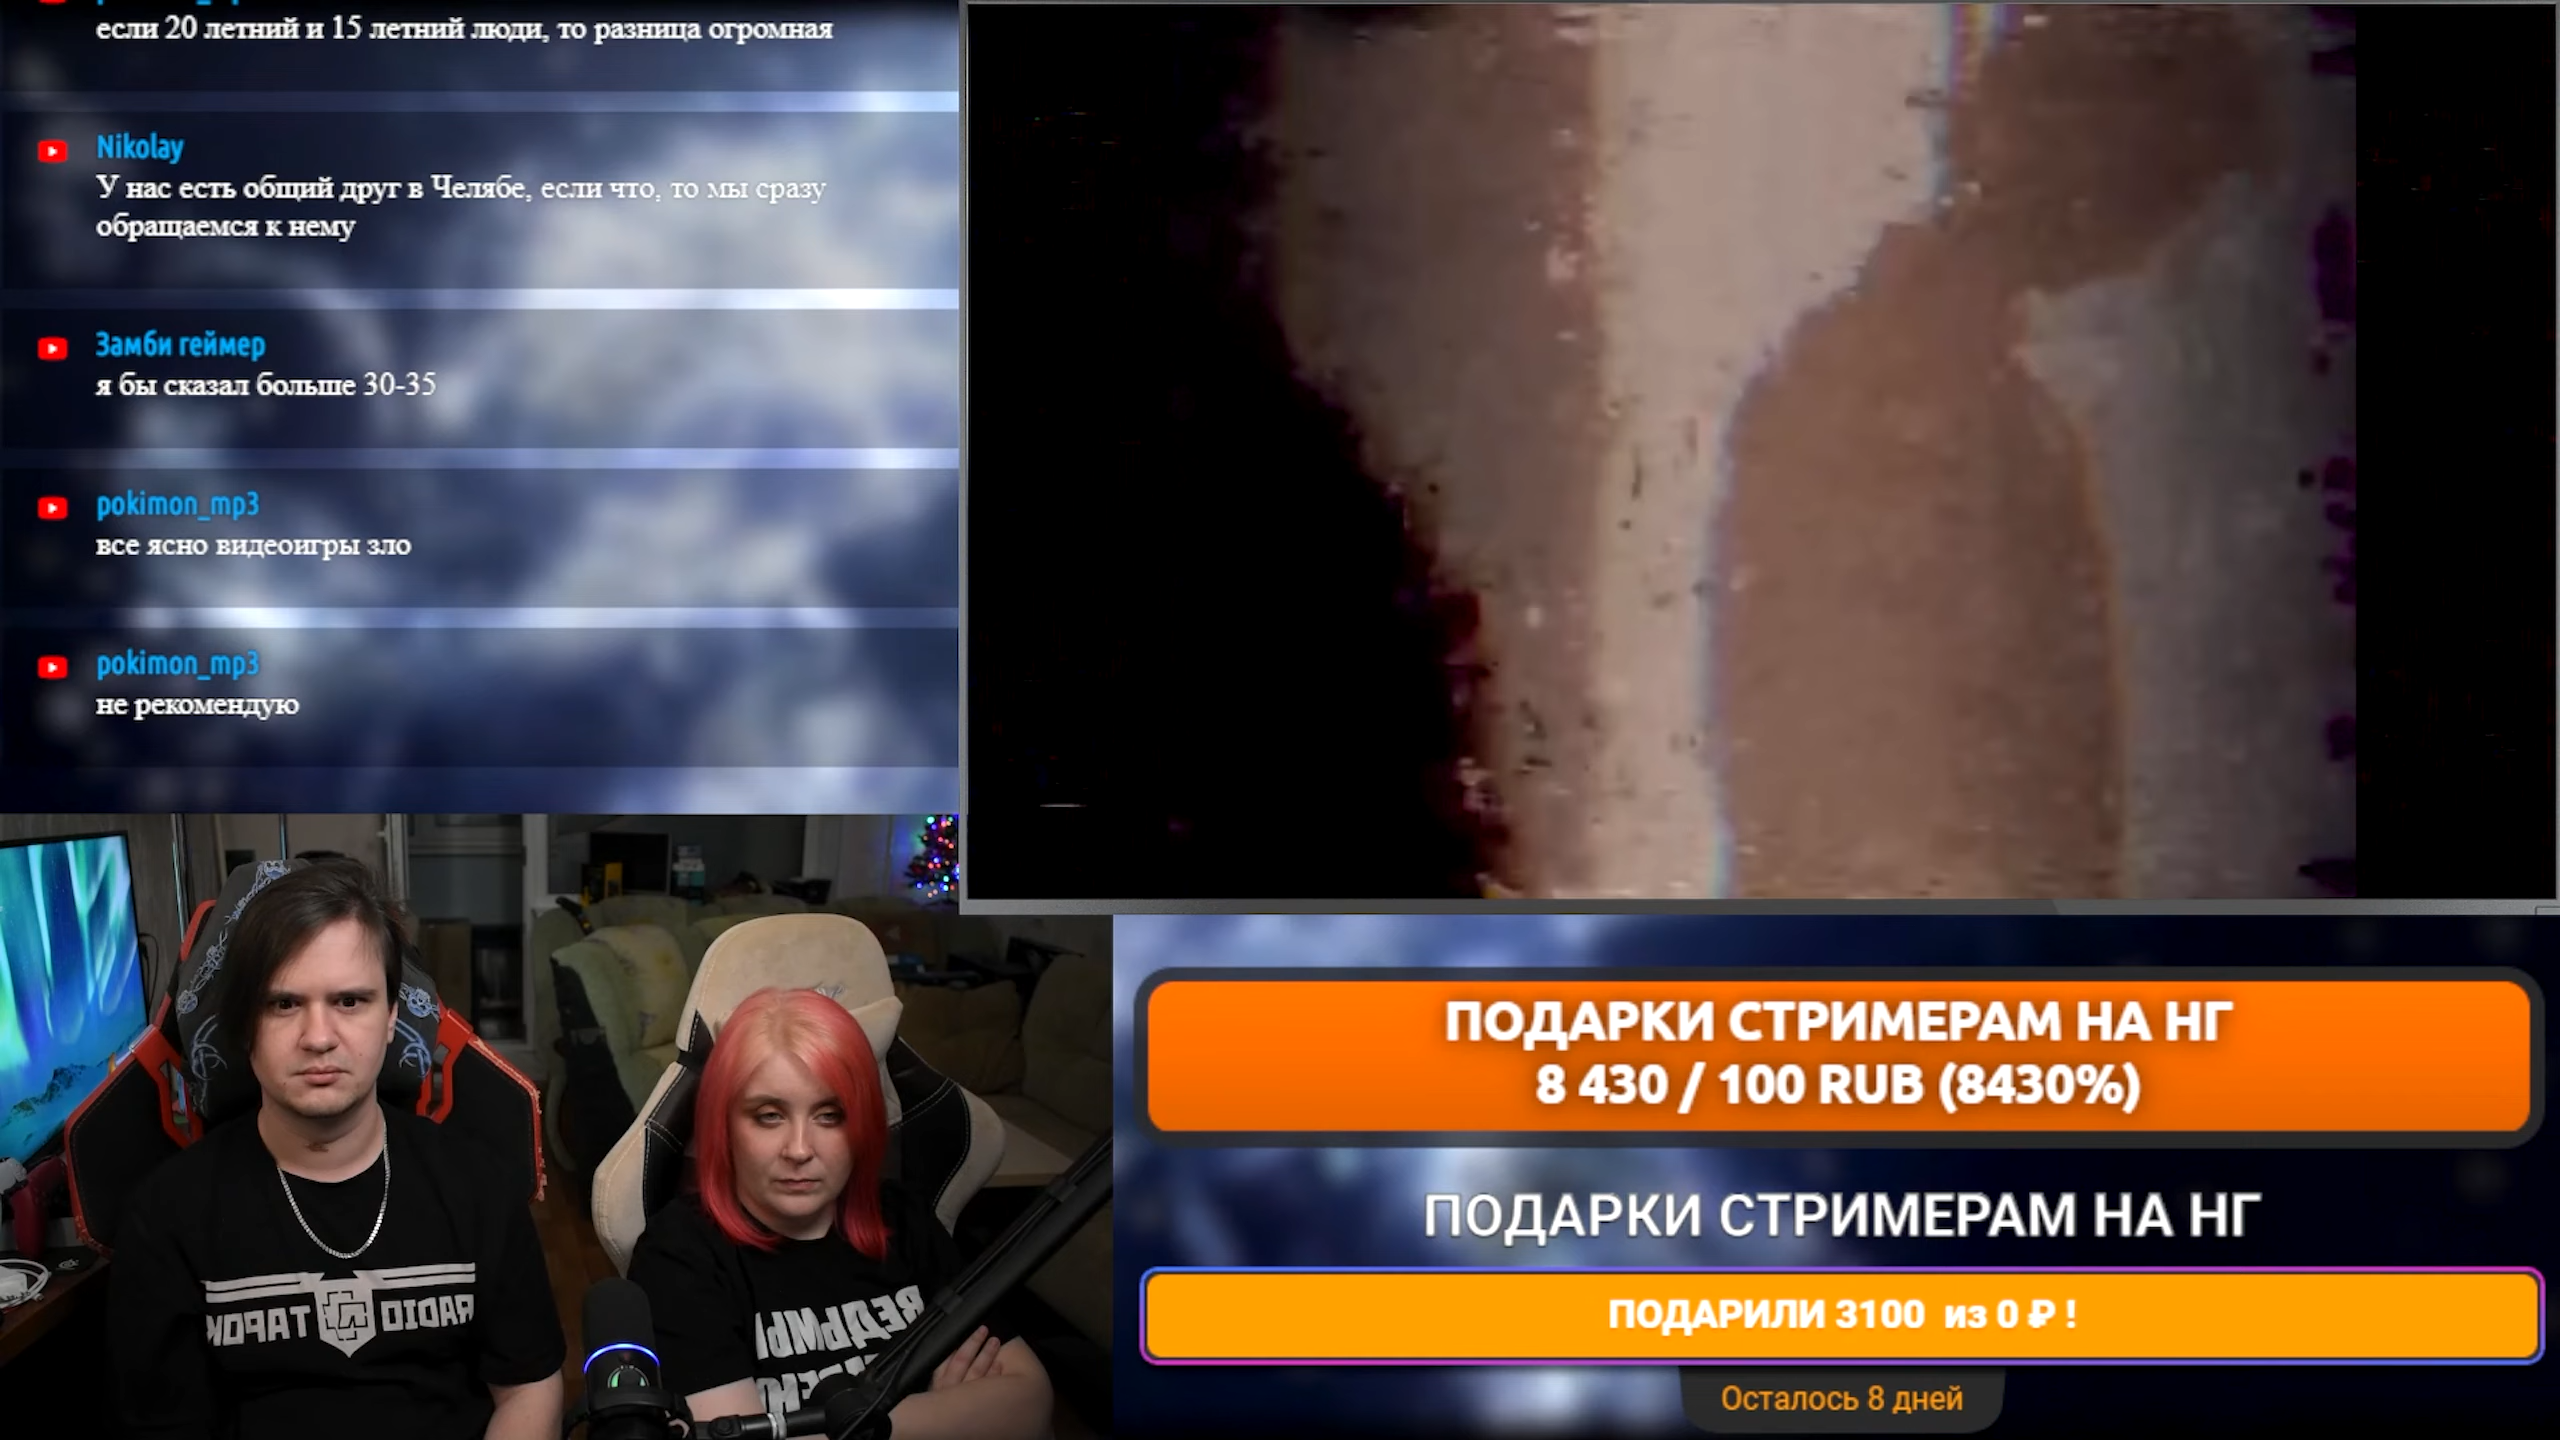 если 20 летний и 15 летний люди, то разница огромная
Nikolay
У нас есть общий друг в Челябе, если что, то мы сразу
обращаемся к нему
Замби геймер
я бы сказал больше 30-35
pokimon_mp3
все ясно видеоигры зло
pokimon_mp3
не рекомендую
RADIO ТАРОК
ВЕДЬМЫ
ПОДАРКИ СТРИМЕРАМ НА НГ
8 430 / 100 RUB (8430%)
ПОДАРКИ СТРИМЕРАМ НА НГ
ПОДАРИЛИ 3100 из 0 ₽ !
Осталось 8 дней